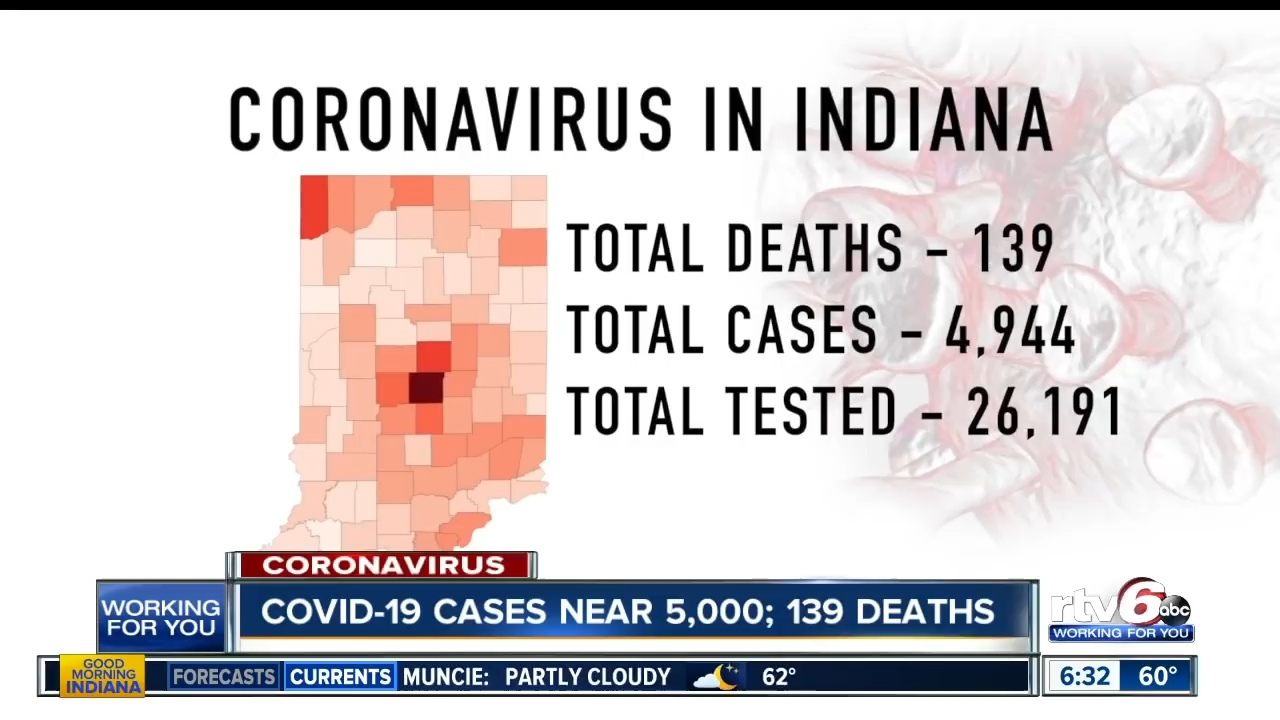 CORONAVIRUS IN INDIANA
TOTAL DEATHS - 139
TOTAL CASES - 4,944
TOTAL TESTED - 26,191
CORONAVIRUS
WORKING
FOR YOU
COVID-19 CASES NEAR 5,000; 139 DEATHS
rtv6 abc
WORKING FOR YOU
GOOD
MORNING
INDIANA
FORECASTS CURRENTS MUNCIE: PARTLY CLOUDY 62°
6:32 60°